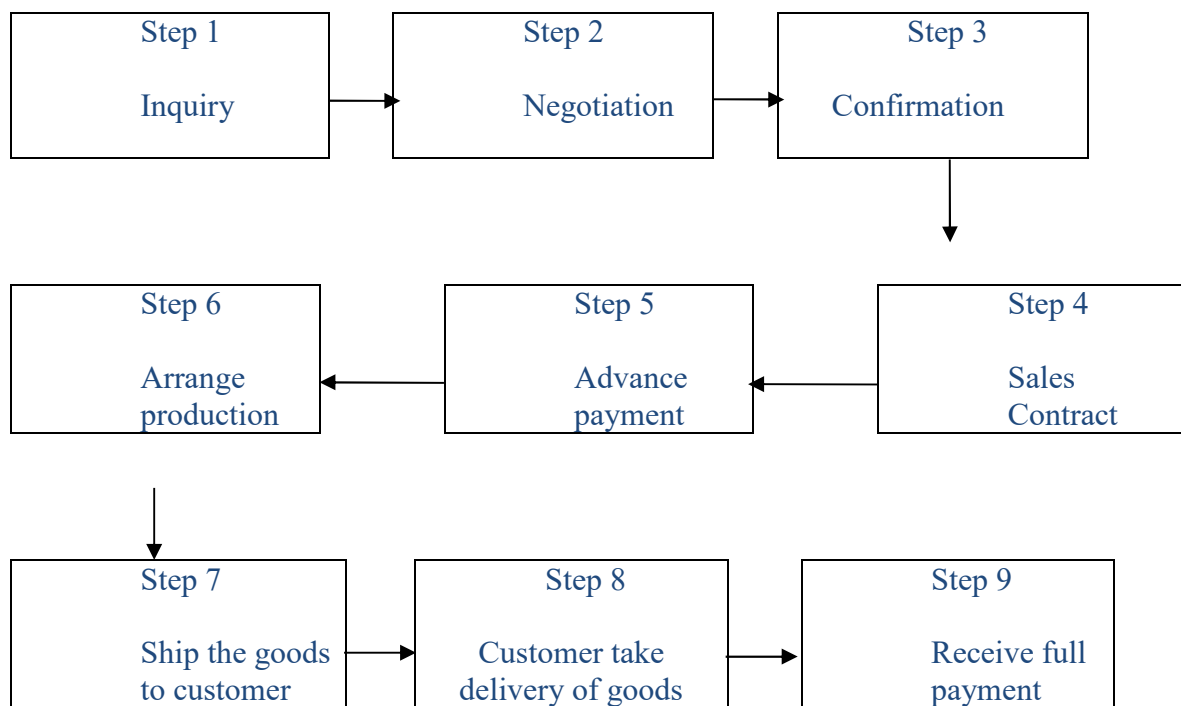 Step 1
Inquiry
Step 2
Negotiation
Step 3
Confirmation
Step 4
Sales
Contract
Step 5
Advance
payment
Step 6
Arrange
production
Step 7
Ship the goods
to customer
Step 8
Customer take
delivery of goods
Step 9
Receive full
payment